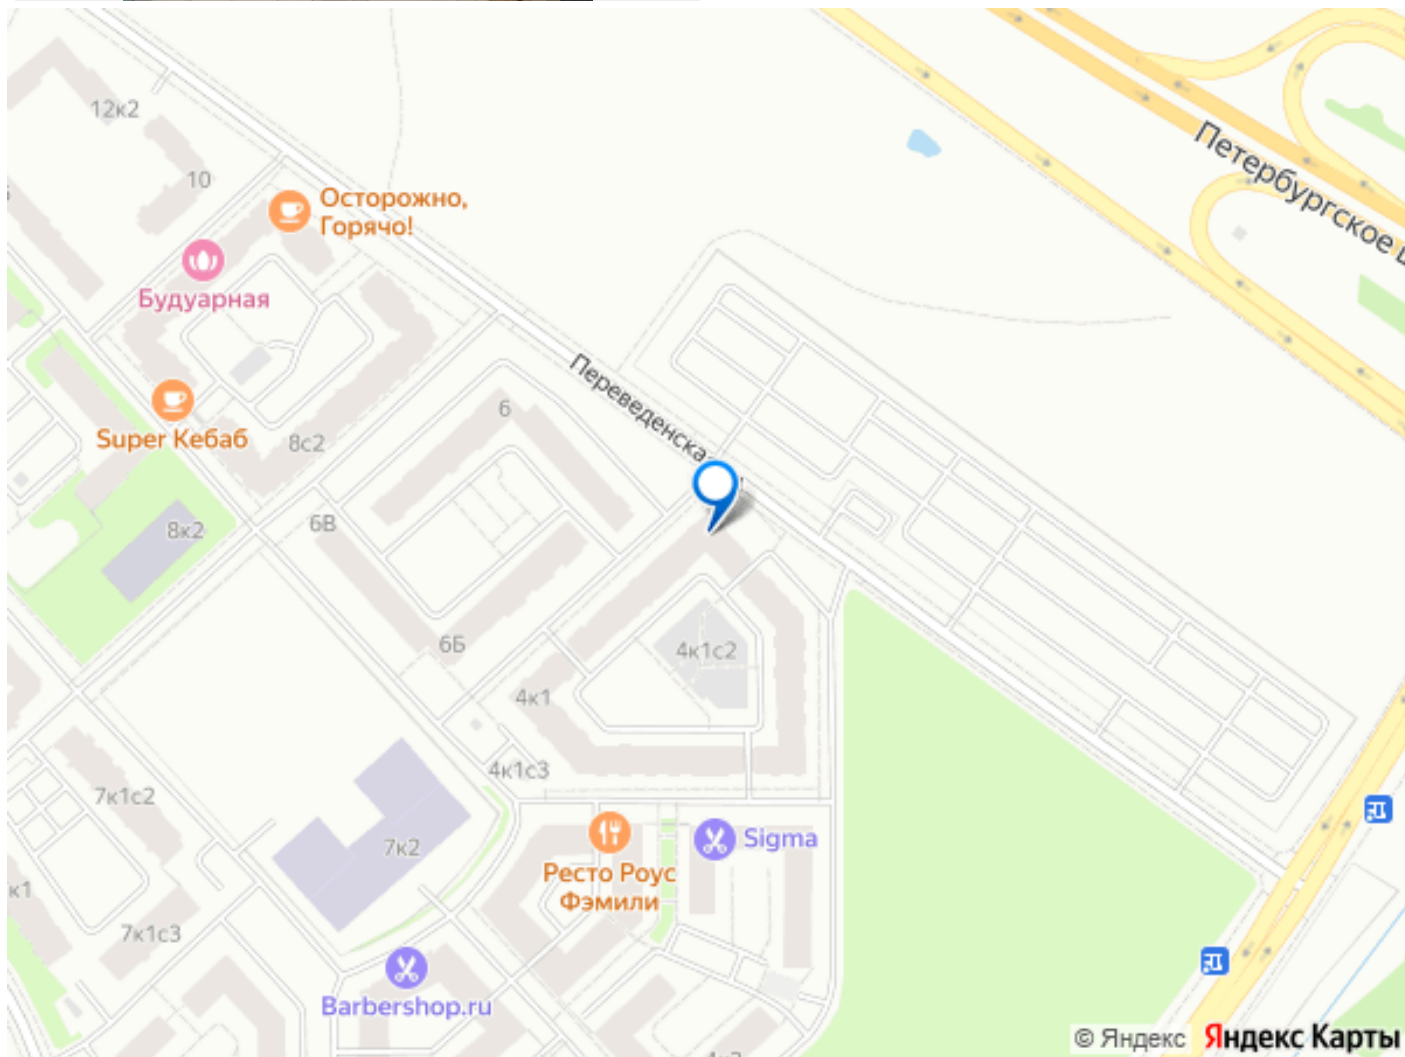 12к2
10
Осторожно,
Горячо!
Будуарная
Super Кебаб
8с2
6
Переведенска
Петербургское
8к2
6В
6Б
4к1с2
4к1
4к1с3
7к1с2
7к2
к1
7к1с3
Ресто Роус
Фэмили
Sigma
Barbershop.ru
© Яндекс Яндекс Карты